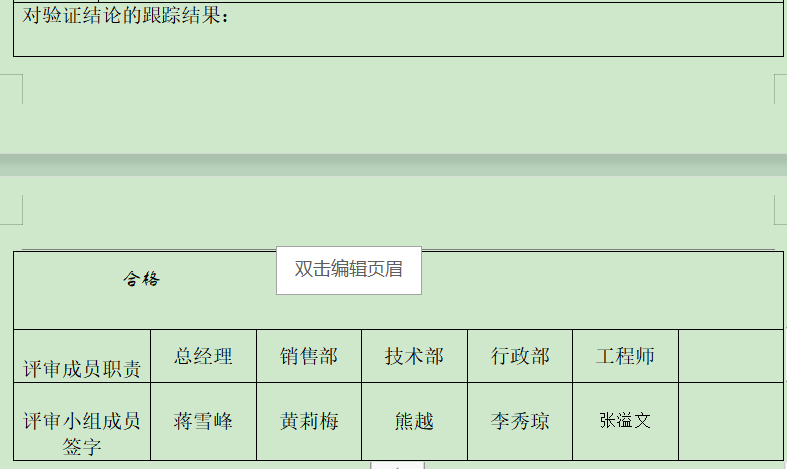 对验证结论的跟踪结果：
双击编辑页眉
合格
评审成员职责 总经理 销售部 技术部 行政部 工程师
评审小组成员 蒋雪峰 黄莉梅 熊越 李秀琼 张溢文
签字